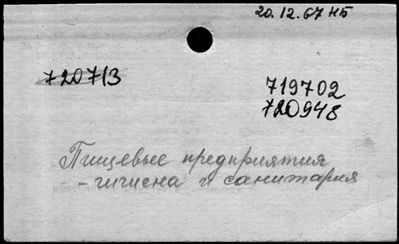 20.12.67 НБ
720713
719702
720948
Пищевые предприятия
- гигиена и санитария